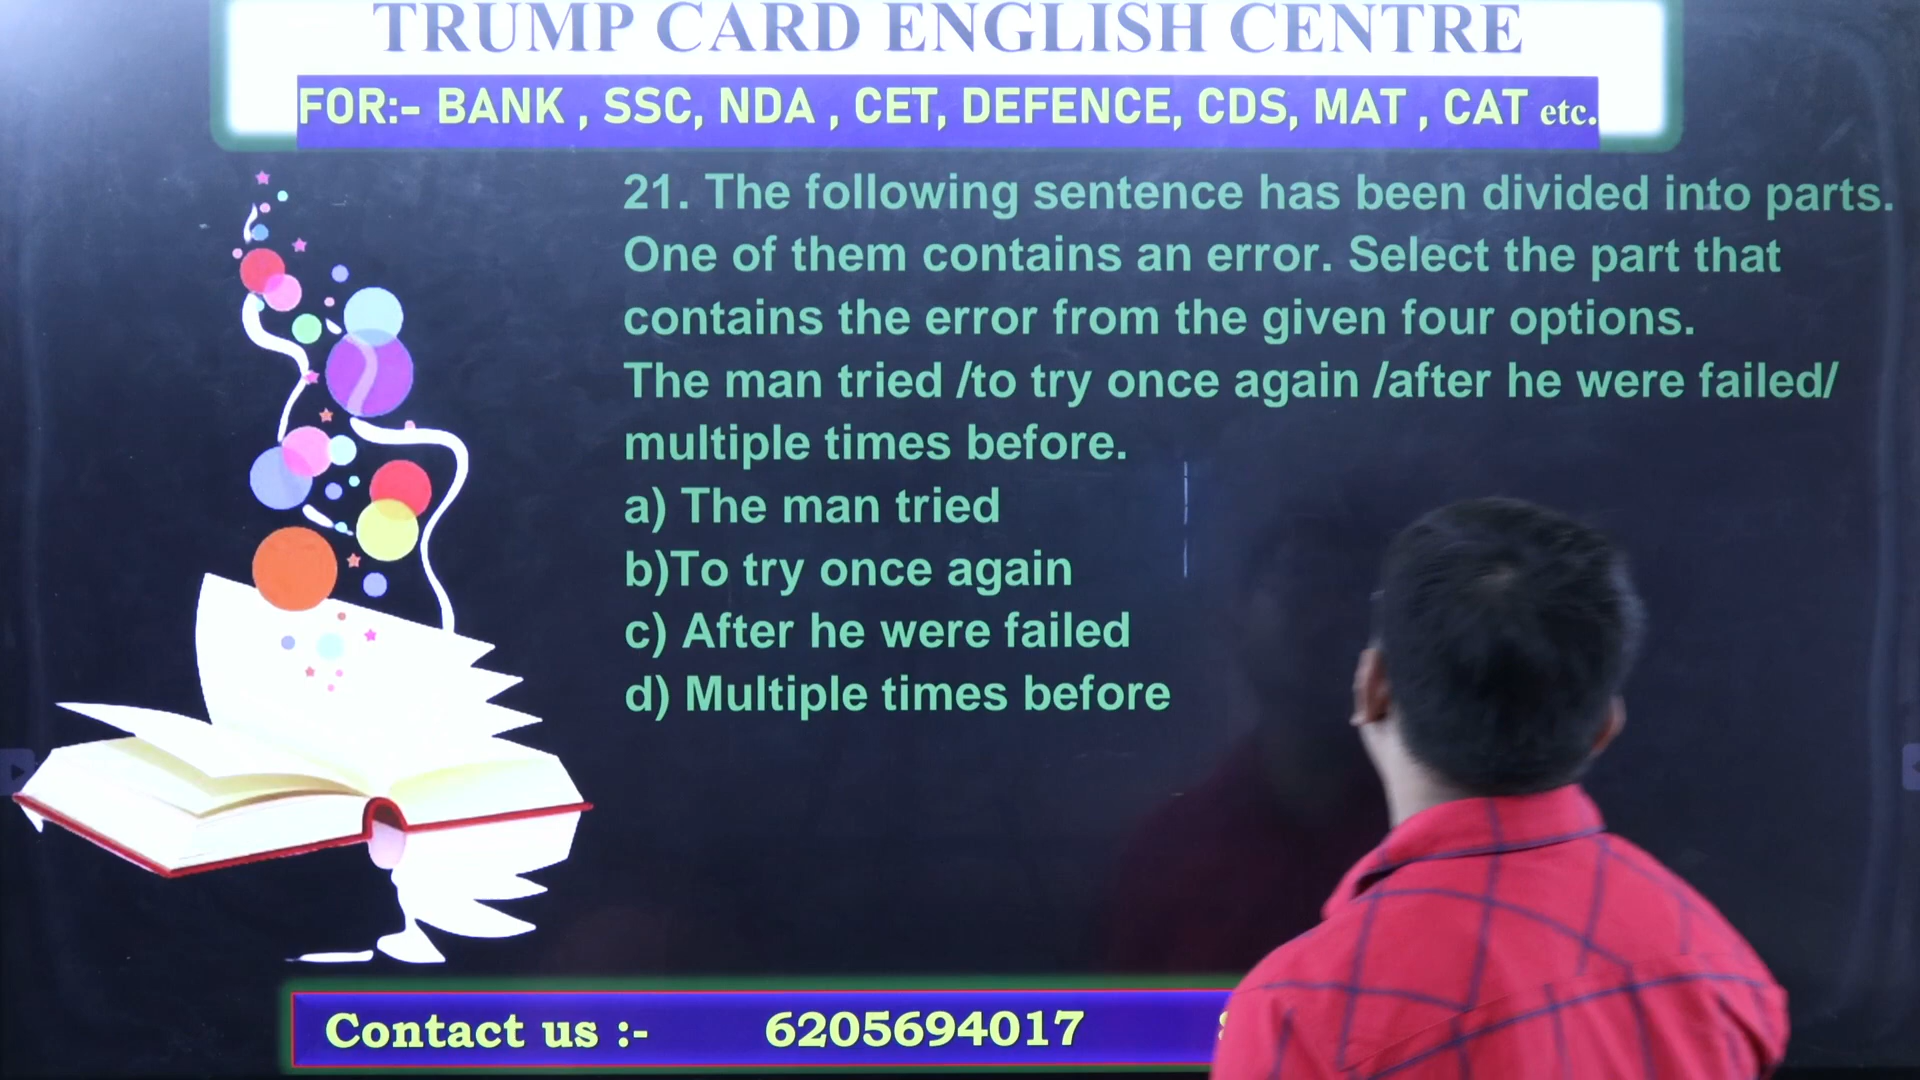 TRUMP CARD ENGLISH CENTRE
FOR:- BANK , SSC, NDA , CET, DEFENCE, CDS, MAT , CAT etc.
21. The following sentence has been divided into parts.
One of them contains an error. Select the part that
contains the error from the given four options.
The man tried /to try once again /after he were failed/
multiple times before.
a) The man tried
b)To try once again
c) After he were failed
d) Multiple times before
Contact us :- 6205694017